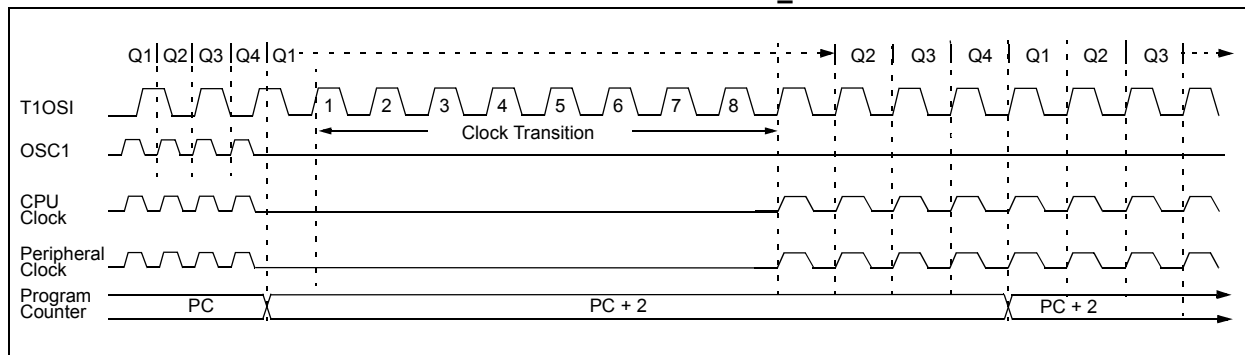 Q1 Q2 Q3 Q4 Q1 Q2 Q3 Q4 Q1 Q2 Q3
T1OSI 1 2 3 4 5 6 7 8
Clock Transition
OSC1
CPU
Clock
Peripheral
Clock
Program
Counter PC PC + 2 PC + 2